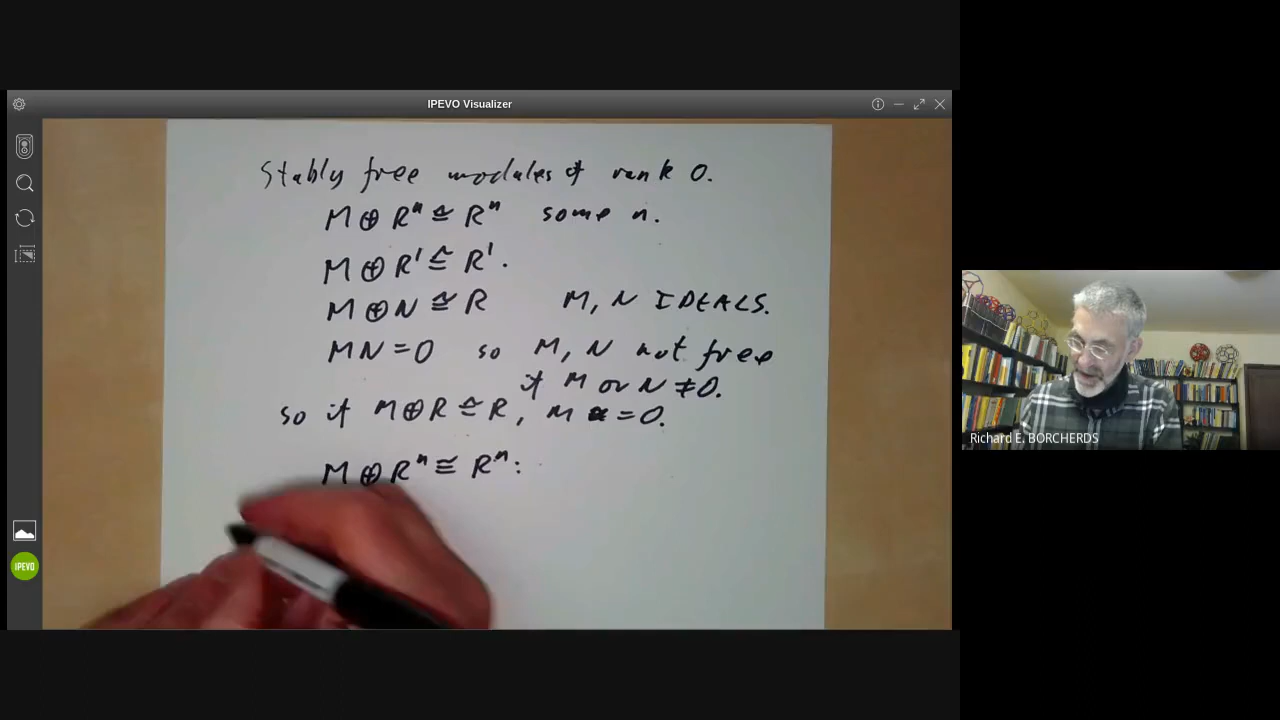 IPEVO Visualizer
Stably free modules of rank 0.
M ⊕ Rⁿ ≅ Rⁿ some n.
M ⊕ R¹ ≅ R¹.
M ⊕ N ≅ R M, N IDEALS.
MN = 0 so M, N not free
if M or N ≠ 0.
so if M ⊕ R ≅ R, M = 0.
M ⊕ Rⁿ ≅ Rⁿ:
Richard E. BORCHERDS
IPEVO